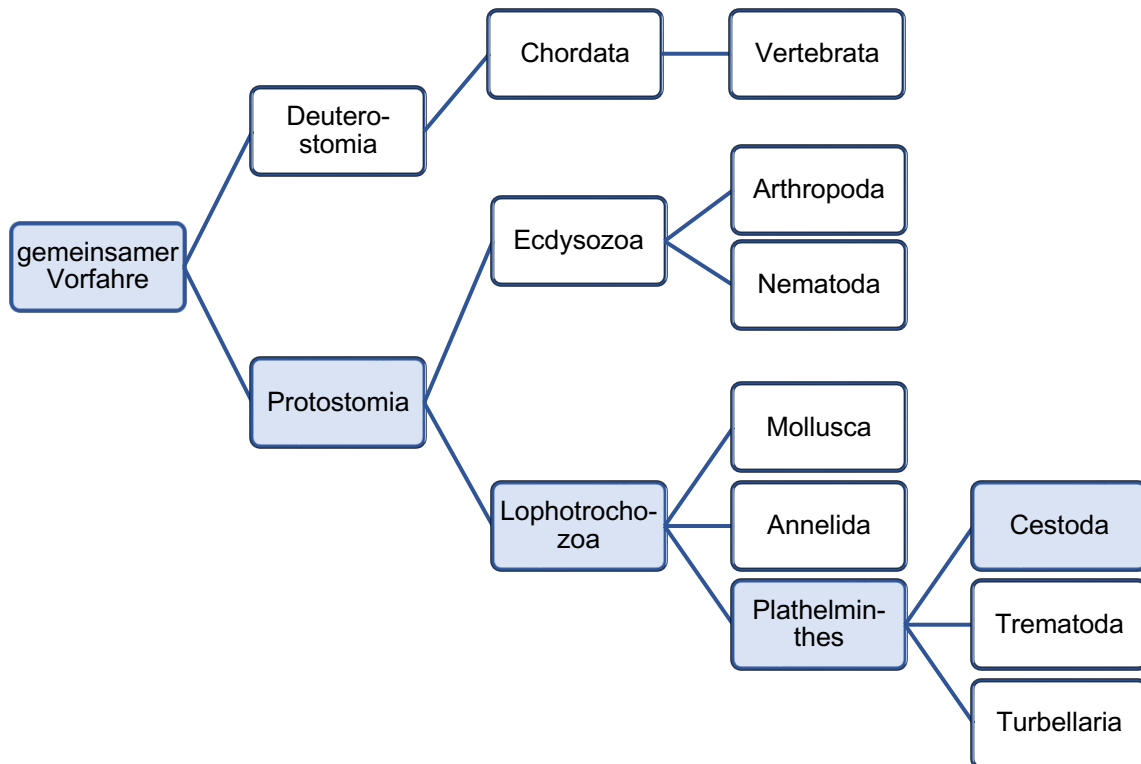 Chordata
Vertebrata
Deutero-
stomia
Arthropoda
Ecdysozoa
gemeinsamer
Vorfahre
Nematoda
Protostomia
Mollusca
Lophotrocho-
zoa
Annelida
Cestoda
Plathelmin-
thes
Trematoda
Turbellaria